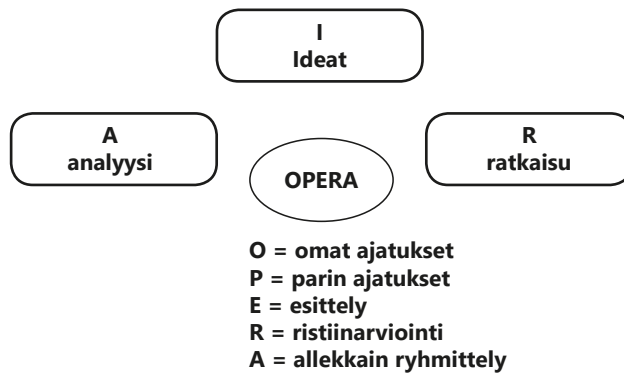 I
Ideat
A
analyysi
R
ratkaisu
OPERA
O = omat ajatukset
P = parin ajatukset
E = esittely
R = ristiinarviointi
A = allekkain ryhmittely